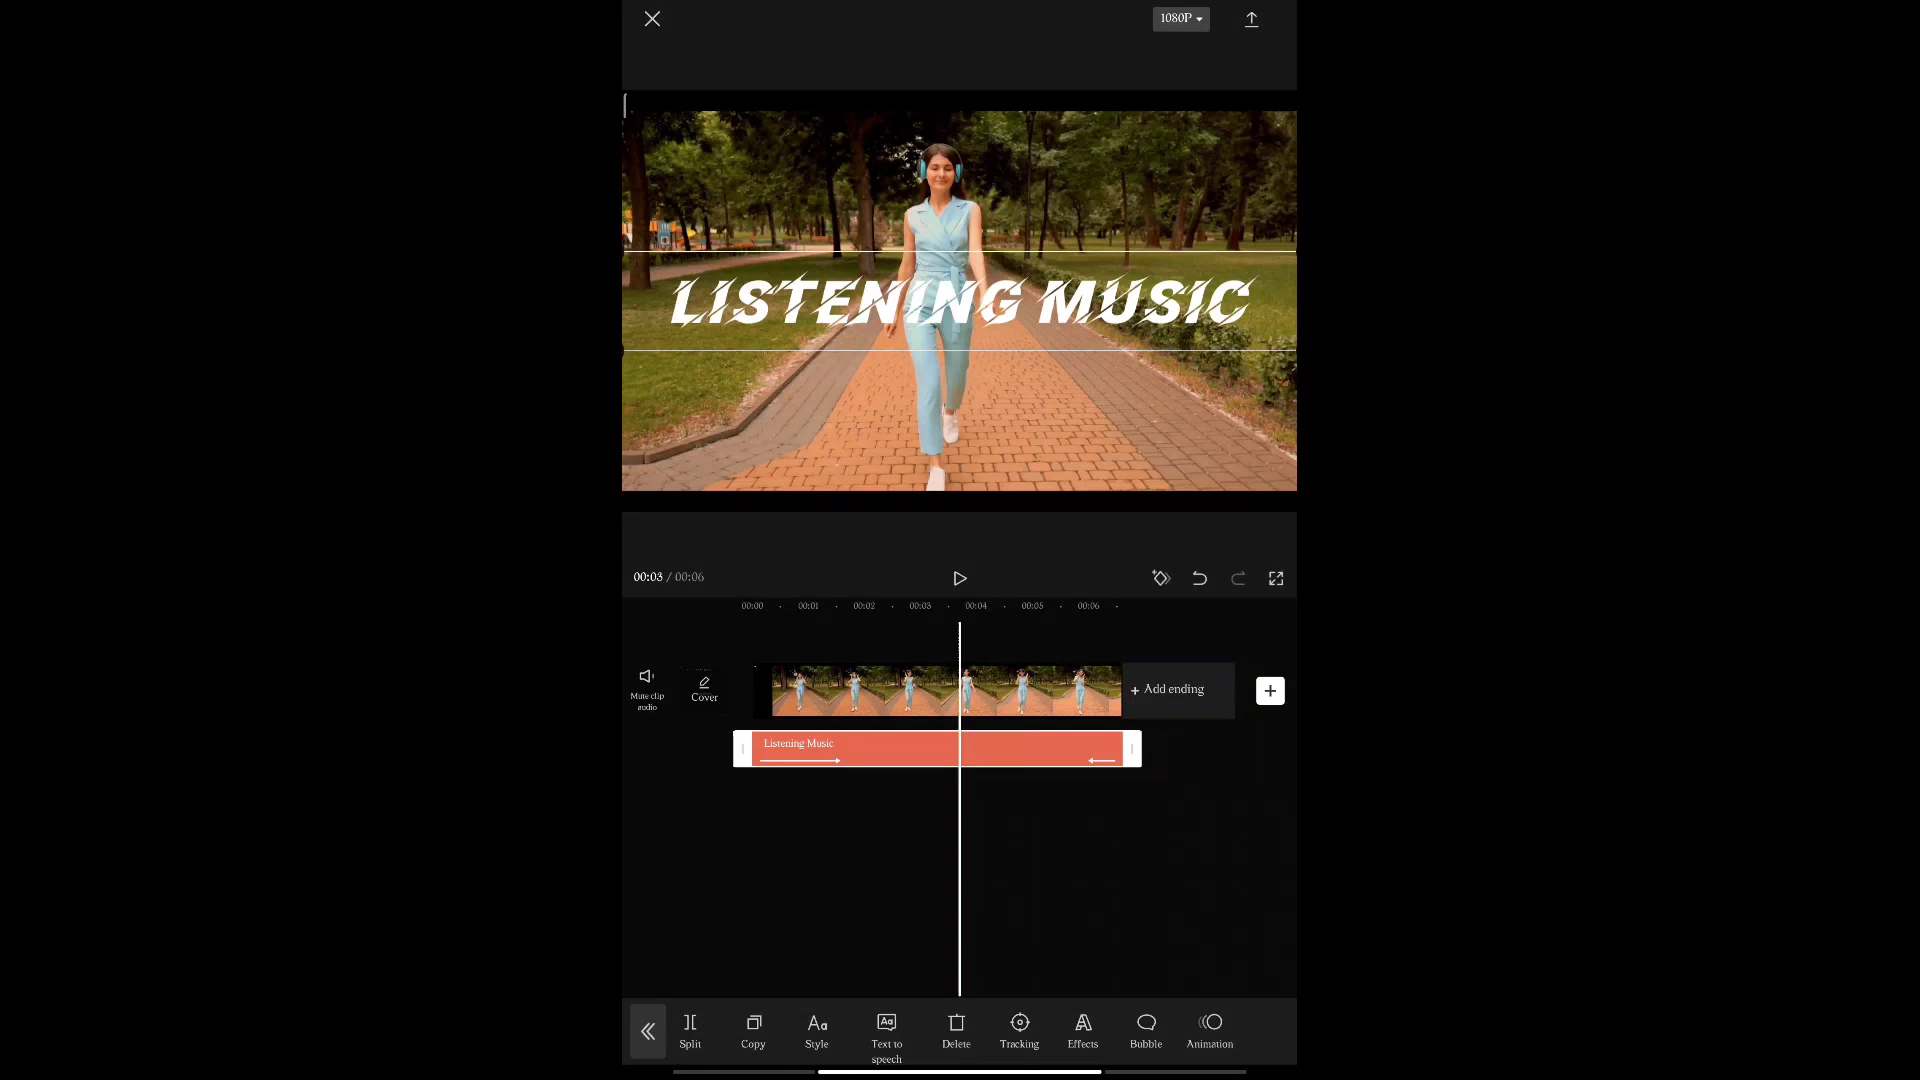 1080P
LISTENING MUSIC
00:03 / 00:06
00:00 00:01 00:02 00:03 00:04 00:05 00:06
Mute clip
audio
Cover
+ Add ending
Listening Music
Split
Copy
Aa
Style
Aa
Text to
speech
Delete
Tracking
Effects
Bubble
Animation